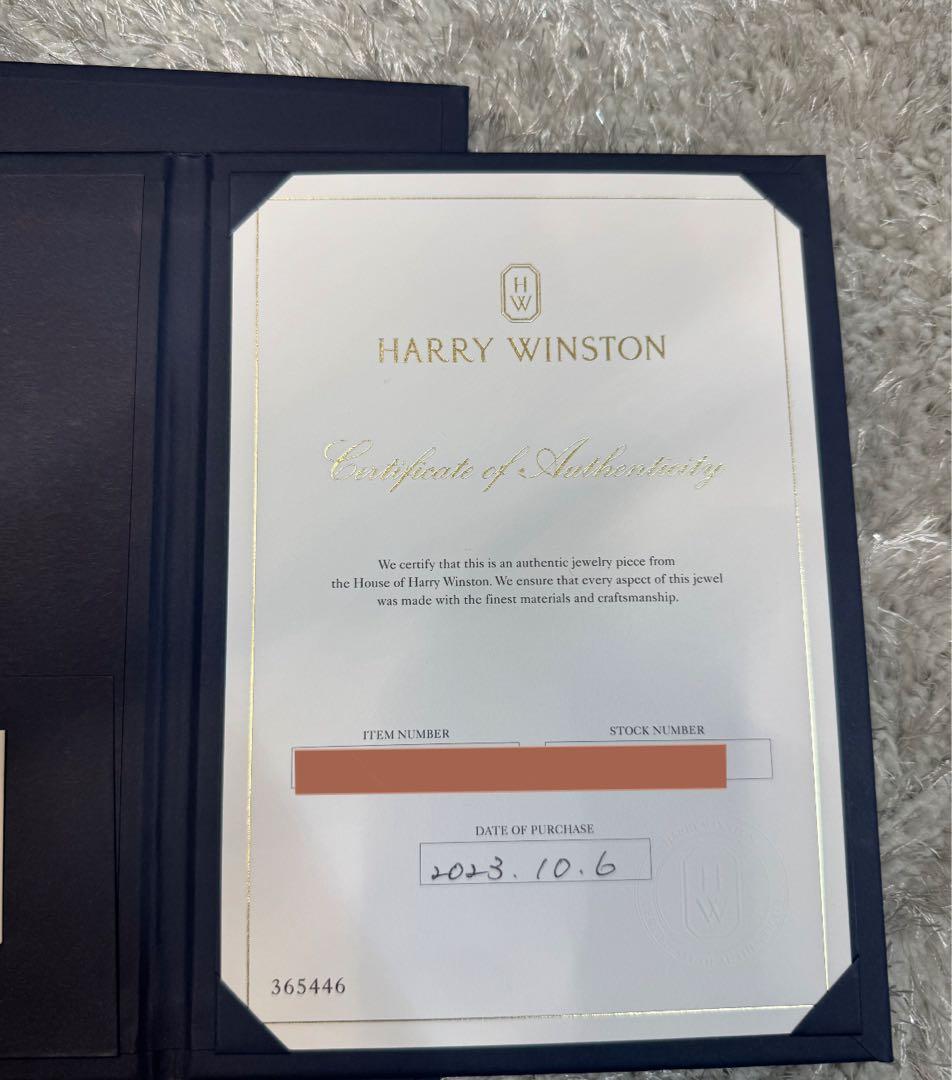 H
W
HARRY WINSTON
Certificate of Authenticity
We certify that this is an authentic jewelry piece from
the House of Harry Winston. We ensure that every aspect of this jewel
was made with the finest materials and craftsmanship.
ITEM NUMBER STOCK NUMBER
DATE OF PURCHASE
2023.10.6
H
W
365446